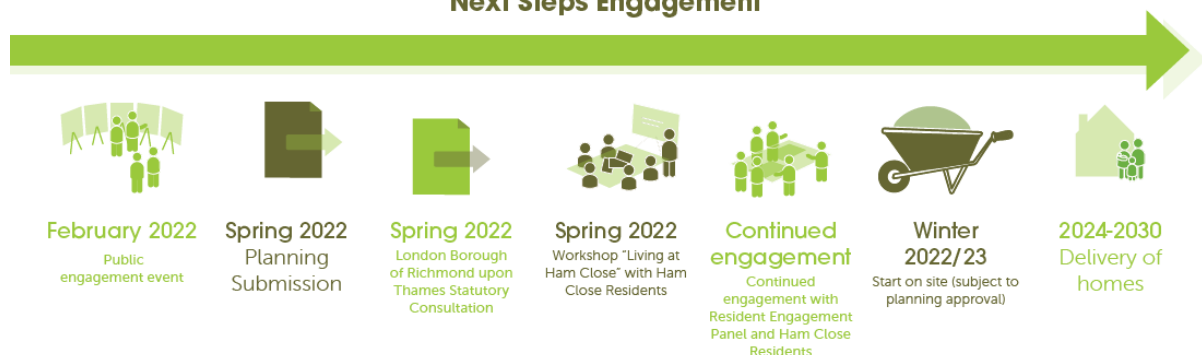 Next Steps Engagement
February 2022
Public
engagement event
Spring 2022
Planning
Submission
Spring 2022
London Borough
of Richmond upon
Thames Statutory
Consultation
Spring 2022
Workshop "Living at
Ham Close" with Ham
Close Residents
Continued
engagement
Continued
engagement with
Resident Engagement
Panel and Ham Close
Residents
Winter
2022/23
Start on site (subject to
planning approval)
2024-2030
Delivery of
homes